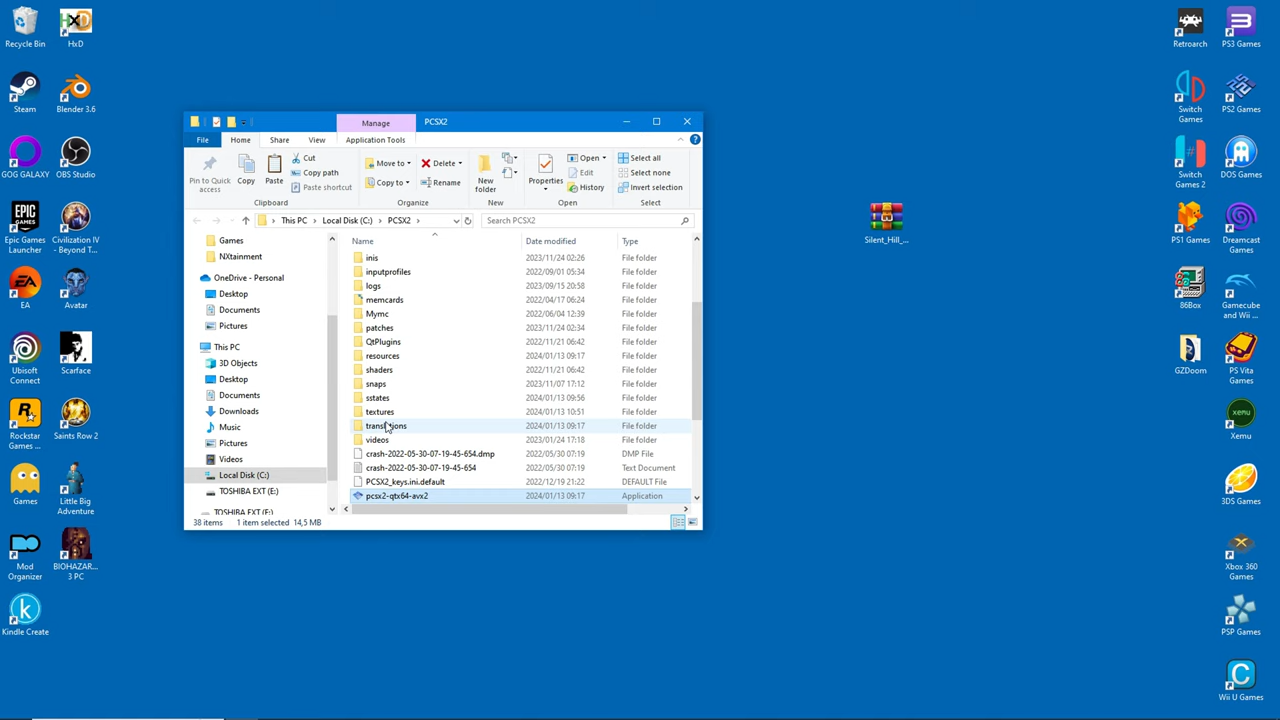 Recycle Bin
HxD
Steam
Blender 3.6
GOG GALAXY
OBS Studio
Epic Games
Launcher
Civilization IV
- Beyond T...
EA
Avatar
Ubisoft
Connect
Scarface
Rockstar
Games ...
Saints Row 2
Games
Little Big
Adventure
Mod
Organizer
BIOHAZAR...
3 PC
Kindle Create
Manage
PCSX2
File
Home
Share
View
Application Tools
Pin to Quick
access
Copy
Paste
Cut
Copy path
Paste shortcut
Clipboard
Move to
Copy to
Delete
Rename
Organize
New
folder
New
Properties
Open
Edit
History
Open
Select all
Select none
Invert selection
Select
This PC
Local Disk (C:)
PCSX2
Search PCSX2
Games
NXtainment
OneDrive - Personal
Desktop
Documents
Pictures
This PC
3D Objects
Desktop
Documents
Downloads
Music
Pictures
Videos
Local Disk (C:)
TOSHIBA EXT (E:)
Name Date modified Type
inis 2023/11/24 02:26 File folder
inputprofiles 2022/09/01 05:34 File folder
logs 2023/09/15 20:58 File folder
memcards 2022/04/17 06:24 File folder
Mymc 2022/06/04 12:39 File folder
patches 2023/11/24 02:34 File folder
QtPlugins 2022/11/21 06:42 File folder
resources 2024/01/13 09:17 File folder
shaders 2022/11/21 06:42 File folder
snaps 2023/11/07 17:12 File folder
sstates 2024/01/13 09:56 File folder
textures 2024/01/13 10:51 File folder
translations 2024/01/13 09:17 File folder
videos 2023/01/24 17:18 File folder
crash-2022-05-30-07-19-45-654.dmp 2022/05/30 07:19 DMP File
crash-2022-05-30-07-19-45-654 2022/05/30 07:19 Text Document
PCSX2_keys.ini.default 2022/12/19 21:22 DEFAULT File
pcsx2-qtx64-avx2 2024/01/13 09:17 Application
38 items 1 item selected 14,5 MB
Silent_Hill_...
Retroarch
PS3 Games
Switch
Games
PS2 Games
Switch
Games 2
DOS Games
PS1 Games
Dreamcast
Games
86Box
Gamecube
and Wii ...
GZDoom
PS Vita
Games
Xemu
3DS Games
Xbox 360
Games
PSP Games
Wii U Games